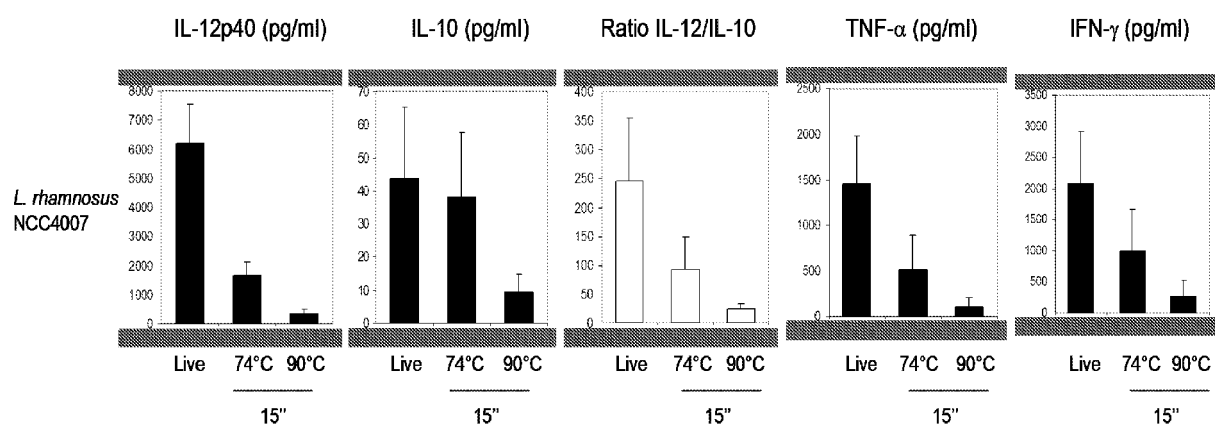 IL-12p40 (pg/ml) IL-10 (pg/ml) Ratio IL-12/IL-10 TNF-α (pg/ml) IFN-γ (pg/ml)
8000 70 400 2500 3500
7000 60 350 2000 3000
6000 50 300 1500 2500
5000 40 250 1000 2000
4000 30 200 500 1500
3000 20 150 0 1000
2000 10 100 500
1000 0 50 0
0 0
L. rhamnosus
NCC4007
Live 74°C 90°C Live 74°C 90°C Live 74°C 90°C Live 74°C 90°C Live 74°C 90°C
15” 15” 15” 15” 15”